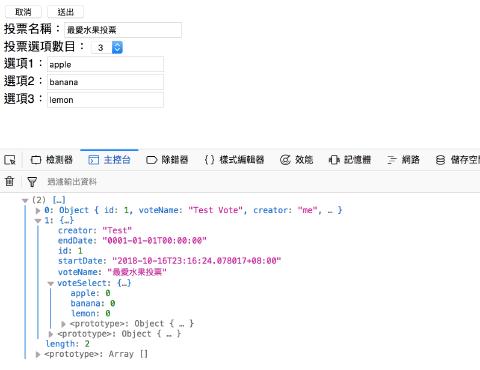 取消 送出
投票名稱：最愛水果投票
投票選項數目： 3
選項1：apple
選項2：banana
選項3：lemon
檢測器 主控台 除錯器 {} 樣式編輯器 效能 記憶體 網路 儲存空間
過濾輸出資料
(2) […]
0: Object { id: 1, voteName: "Test Vote", creator: "me", … }
1: {…}
creator: "Test"
endDate: "0001-01-01T00:00:00"
id: 1
startDate: "2018-10-16T23:16:24.078017+08:00"
voteName: "最愛水果投票"
voteSelect: {…}
apple: 0
banana: 0
lemon: 0
<prototype>: Object { … }
<prototype>: Object { … }
length: 2
<prototype>: Array []